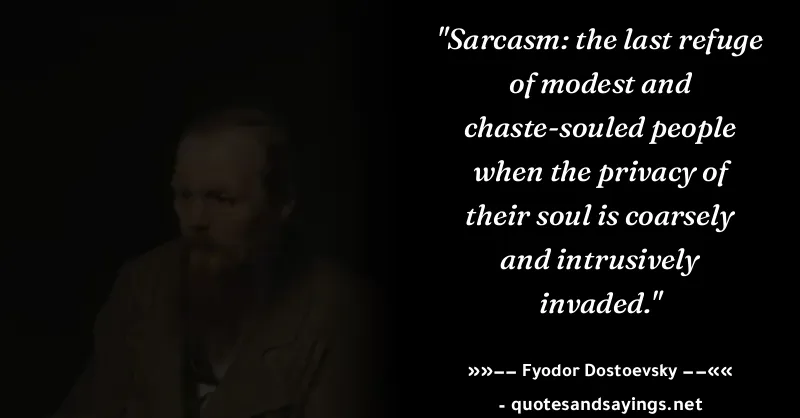 "Sarcasm: the last refuge
of modest and
chaste-souled people
when the privacy of
their soul is coarsely
and intrusively
invaded."
»»−− Fyodor Dostoevsky −−««
- quotesandsayings.net